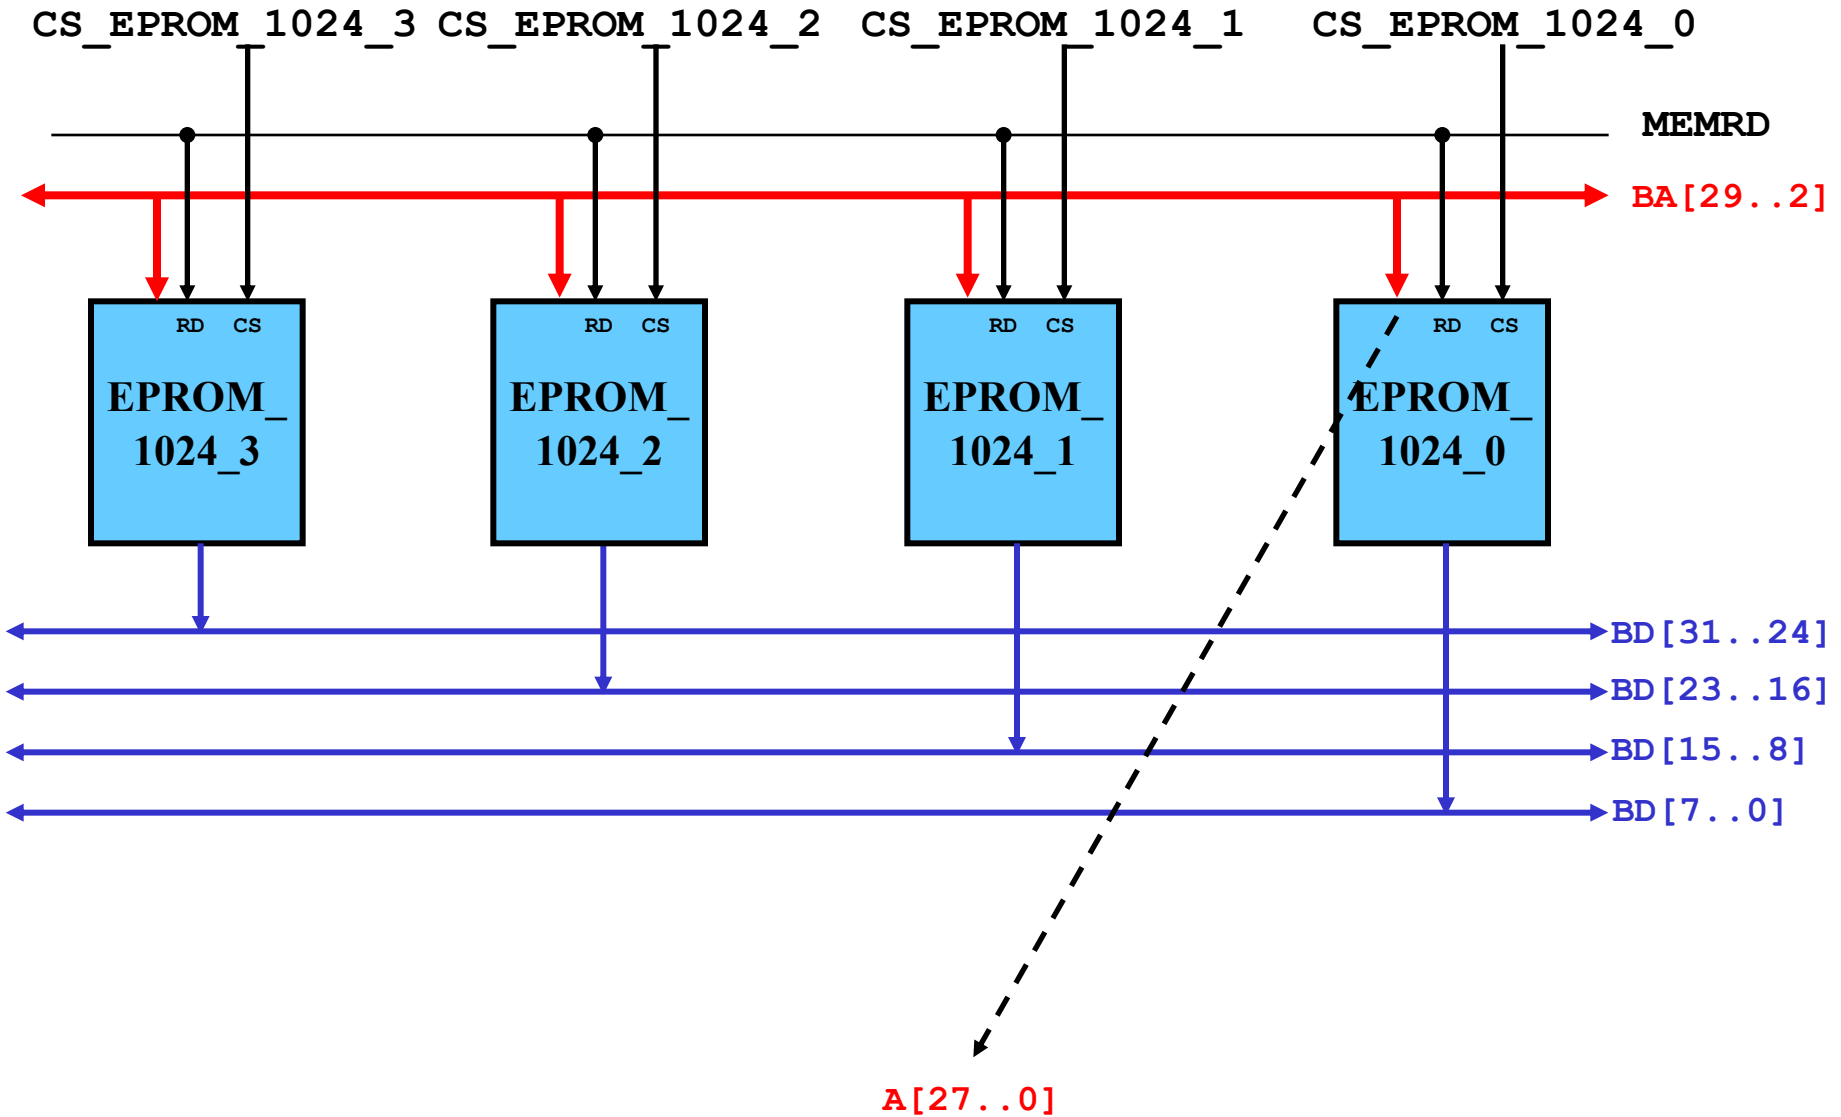 CS_EPROM_1024_3 CS_EPROM_1024_2 CS_EPROM_1024_1 CS_EPROM_1024_0
MEMRD
BA[29..2]
RD CS RD CS RD CS RD CS
EPROM_ EPROM_ EPROM_ EPROM_
1024_3 1024_2 1024_1 1024_0
BD[31..24]
BD[23..16]
BD[15..8]
BD[7..0]
A[27..0]